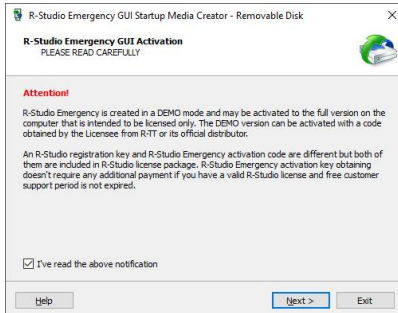 R-Studio Emergency GUI Startup Media Creator - Removable Disk
R-Studio Emergency GUI Activation
PLEASE READ CAREFULLY
Attention!
R-Studio Emergency is created in a DEMO mode and may be activated to the full version on the
computer that is intended to be licensed only. The DEMO version can be activated with a code
obtained by the Licensee from R-TT or its official distributor.
An R-Studio registration key and R-Studio Emergency activation code are different but both of
them are included in R-Studio license package. R-Studio Emergency activation key obtaining
doesn't require any additional payment if you have a valid R-Studio license and free customer
support period is not expired.
I've read the above notification
Help
Next >
Exit